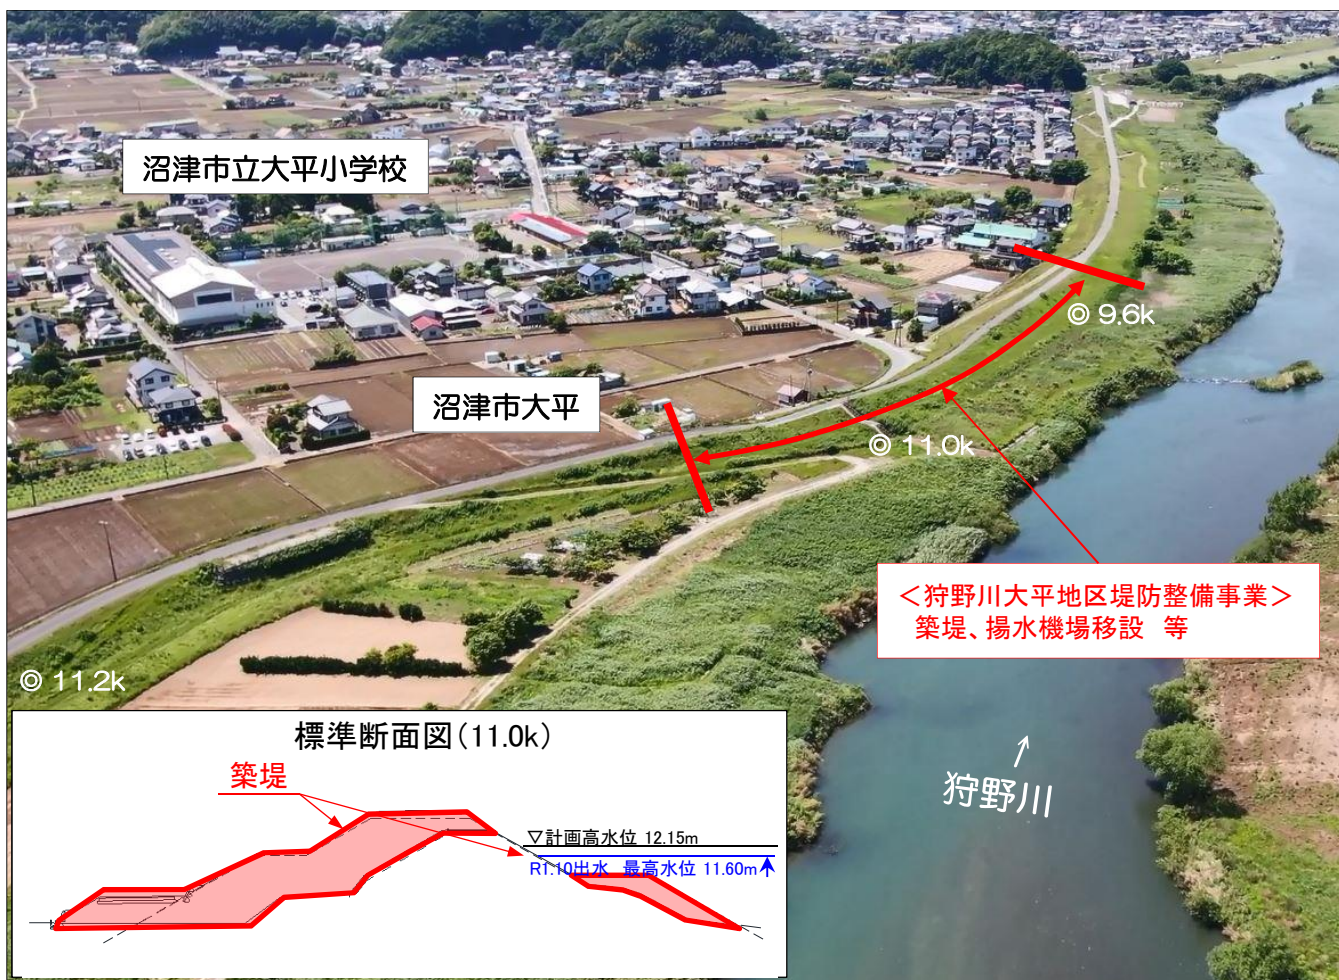 沼津市立大平小学校
◎ 9.6k
沼津市大平
◎ 11.0k
＜狩野川大平地区堤防整備事業＞
築堤、揚水機場移設　等
◎ 11.2k
標準断面図（11.0k）
築堤
▽計画高水位 12.15m
R1.10出水　最高水位 11.60m
↑
狩野川